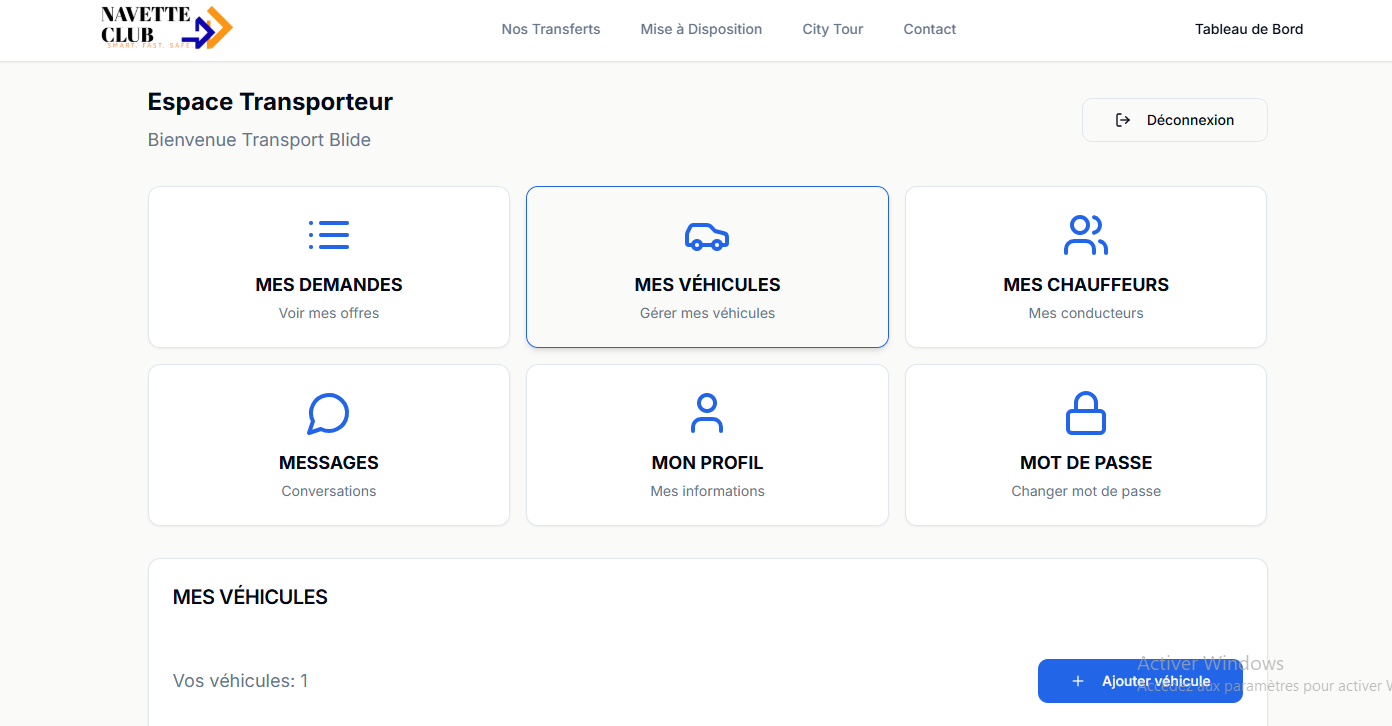 NAVETTE
CLUB
SMART. FAST. SAFE.
Nos Transferts
Mise à Disposition
City Tour
Contact
Tableau de Bord
Espace Transporteur
Bienvenue Transport Blide
Déconnexion
MES DEMANDES
Voir mes offres
MES VÉHICULES
Gérer mes véhicules
MES CHAUFFEURS
Mes conducteurs
MESSAGES
Conversations
MON PROFIL
Mes informations
MOT DE PASSE
Changer mot de passe
MES VÉHICULES
Vos véhicules: 1
+ Ajouter véhicule
Activer Windows
Accédez aux paramètres pour activer W